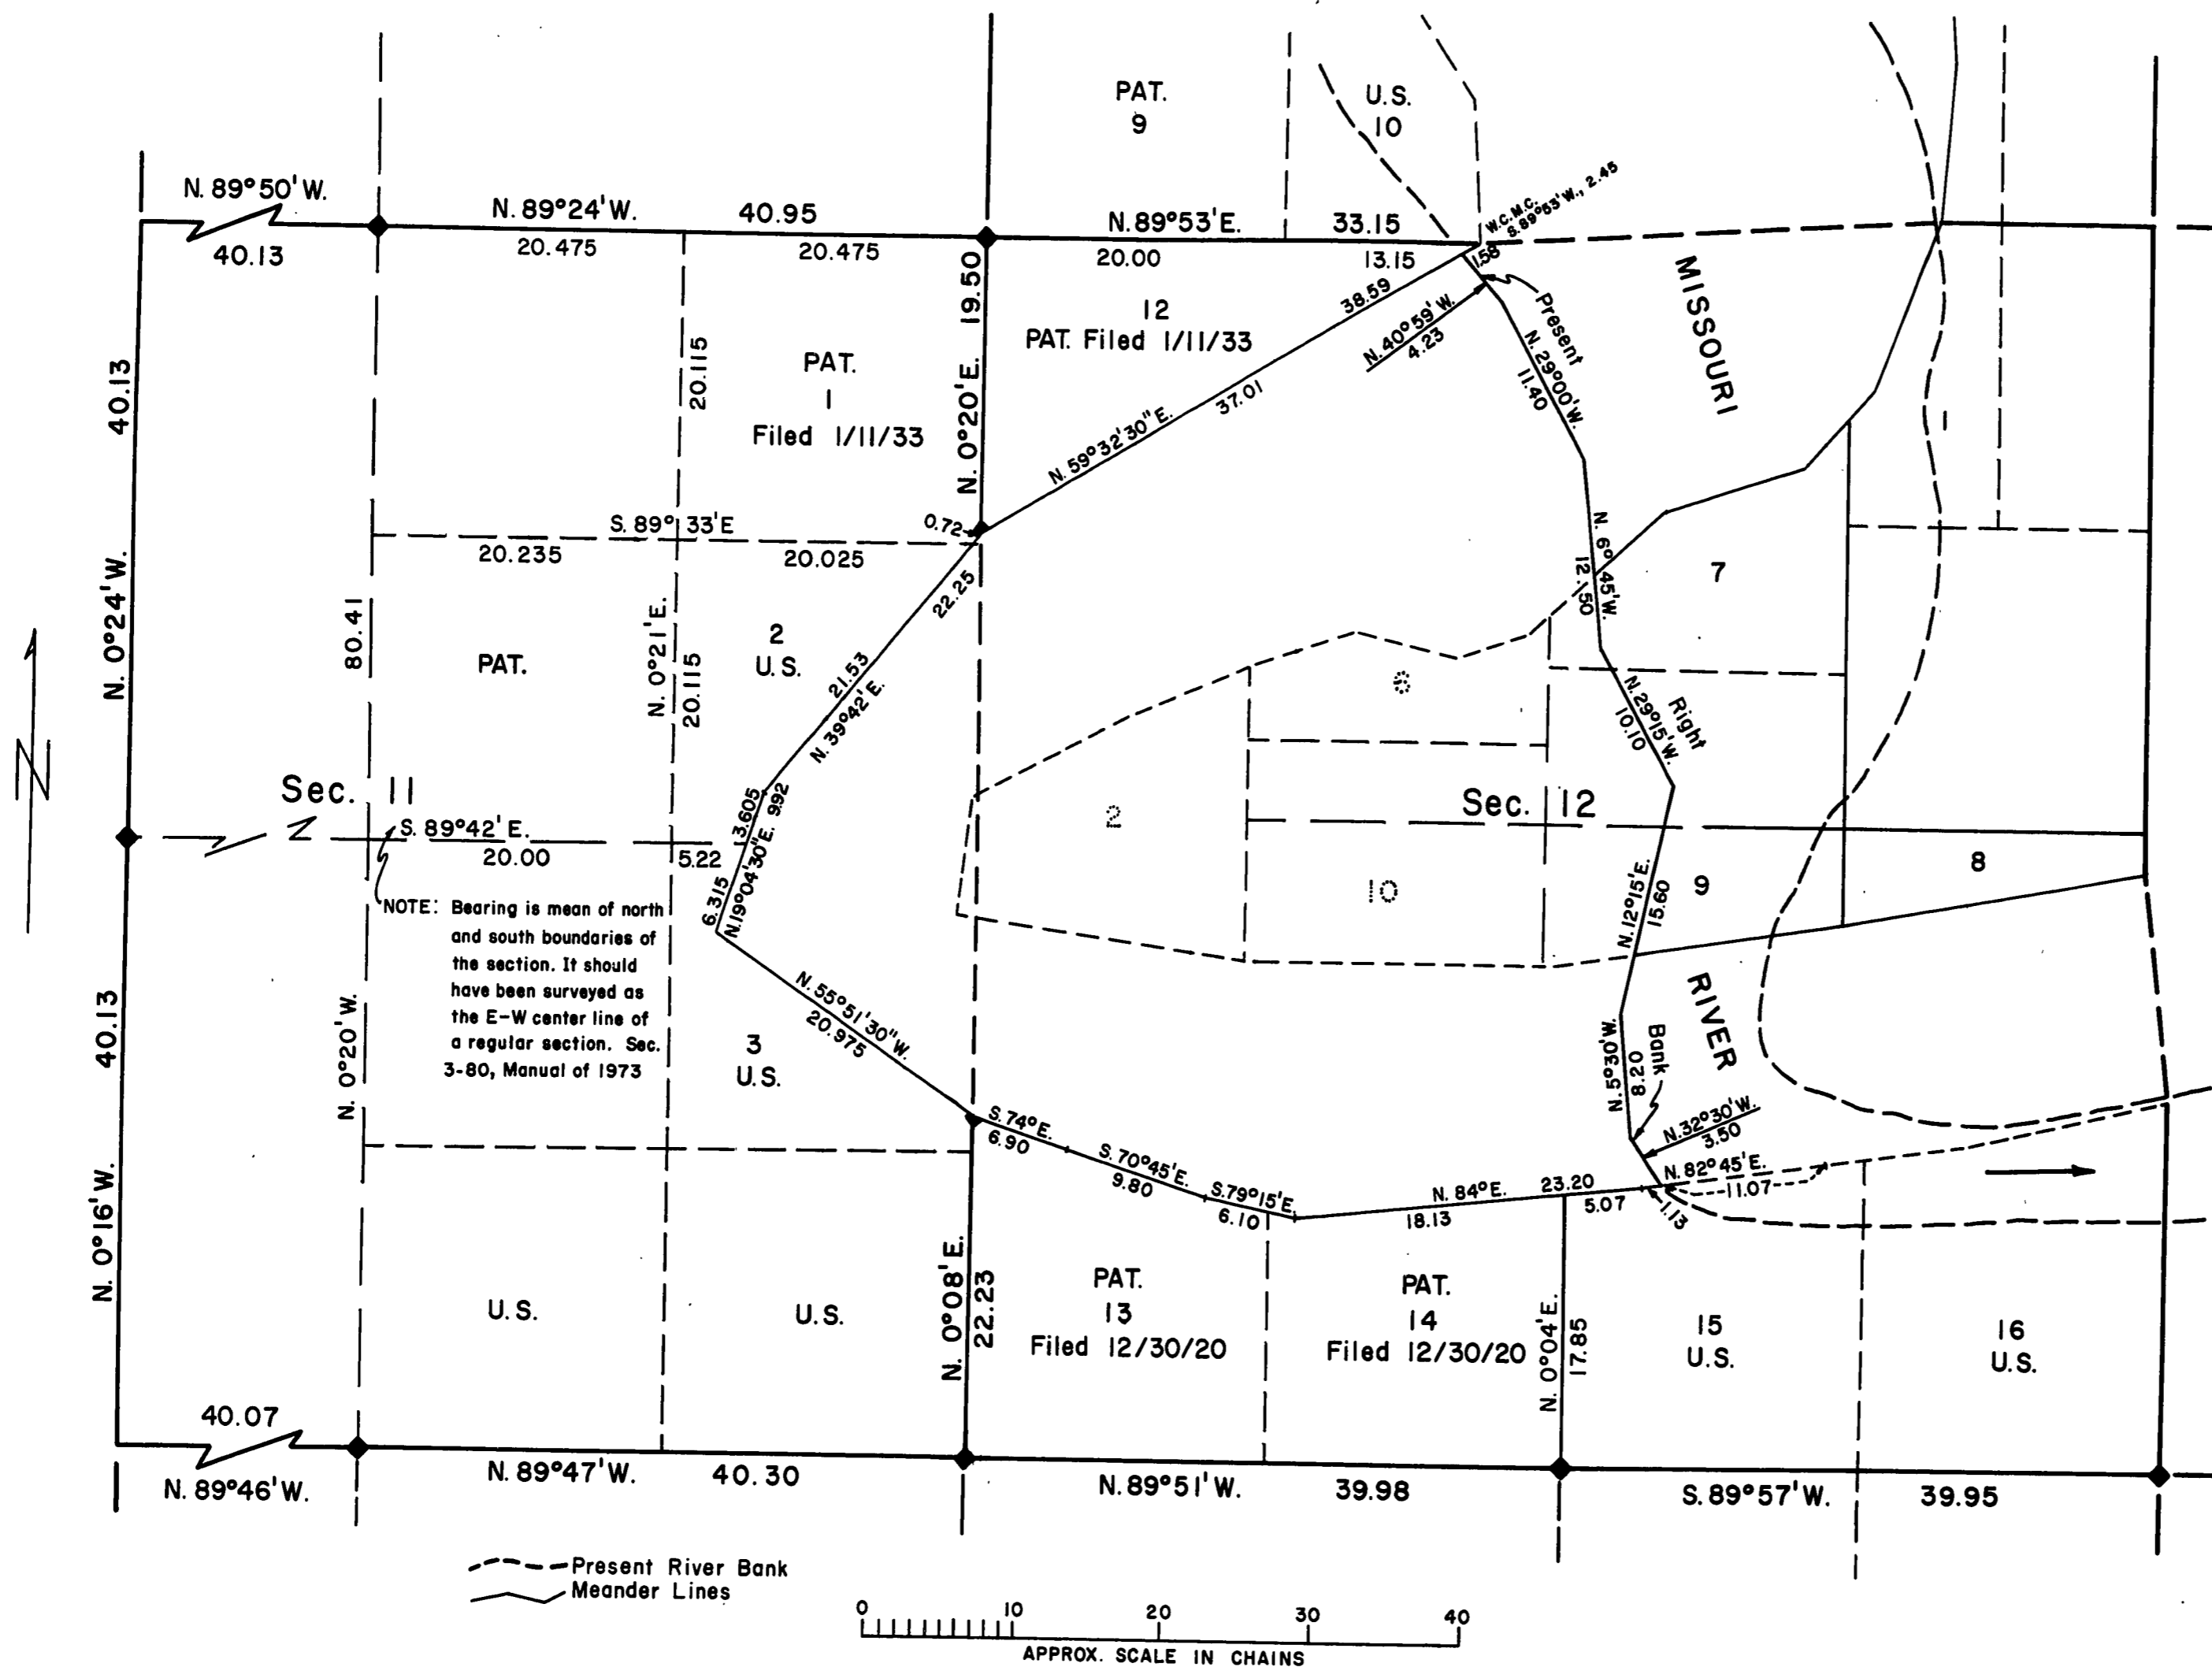 PAT.
9
U.S.
10
N. 89°50'W.
40.13
N. 89°24'W. 40.95
20.475 20.475
N. 89°53'E. 33.15
20.00 13.15
W.C.M.C.
S. 89°53'W., 2.45
1.58
38.59
N. 40°59' W.
4.23
Present
MISSOURI
N. 0°20'E. 19.50
12
PAT. Filed 1/11/33
PAT.
1
Filed 1/11/33
20.115
40.13
N. 29°00'W.
11.40
37.01
N. 59°32'30"E.
1
0.72
S. 89° 33'E
20.235 20.025
22.25
N. 6°45'W.
12.50
7
N. 0°24'W.
80.41
PAT.
N. 0°21'E.
20.115
2
U.S.
21.53
N. 39°42'E.
8
N. 29°15'W.
10.10
Right
N
Sec. 11
3.605
9.92
N. 19°04'30"E.
6.315
2
Sec. 12
S. 89°42'E.
20.00 5.22
10
9
8
N. 12°15'E.
15.60
NOTE: Bearing is mean of north
and south boundaries of
the section. It should
have been surveyed as
the E-W center line of
a regular section. Sec.
3-80, Manual of 1973
40.13
N. 0°20'W.
N. 55°51'30"W.
20.975
3
U.S.
RIVER
Bank
N. 5°30'W.
8.20
S. 74°E.
6.90
S. 70°45'E.
9.80
S. 79°15'E.
6.10
N. 84°E. 23.20
18.13 5.07
N. 32°30'W.
3.50
N. 82°45'E.
11.07
1.13
N. 0°16'W.
U.S.
U.S.
N. 0°08'E.
22.23
PAT.
13
Filed 12/30/20
PAT.
14
Filed 12/30/20
N. 0°04'E.
17.85
15
U.S.
16
U.S.
40.07
N. 89°46'W.
N. 89°47'W. 40.30
N. 89°51'W. 39.98
S. 89°57'W. 39.95
Present River Bank
Meander Lines
0 10 20 30 40
APPROX. SCALE IN CHAINS